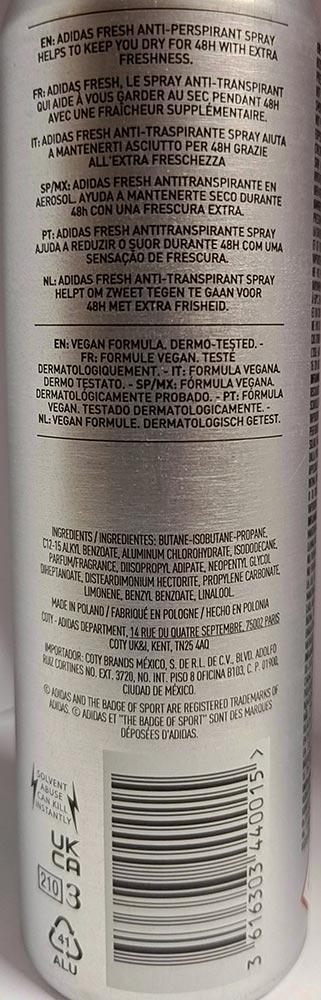 EN: ADIDAS FRESH ANTI-PERSPIRANT SPRAY
HELPS TO KEEP YOU DRY FOR 48H WITH EXTRA
FRESHNESS.
FR: ADIDAS FRESH, LE SPRAY ANTI-TRANSPIRANT
QUI AIDE À VOUS GARDER AU SEC PENDANT 48H
AVEC UNE FRAÎCHEUR SUPPLÉMENTAIRE.
IT: ADIDAS FRESH ANTI-TRASPIRANTE SPRAY AIUTA
A MANTENERTI ASCIUTTO PER 48H GRAZIE
ALL'EXTRA FRESCHEZZA
SP/MX: ADIDAS FRESH ANTITRANSPIRANTE EN
AEROSOL. AYUDA A MANTENERTE SECO DURANTE
48h CON UNA FRESCURA EXTRA.
PT: ADIDAS FRESH ANTITRANSPIRANTE SPRAY
AJUDA A REDUZIR O SUOR DURANTE 48H COM UMA
SENSAÇÃO DE FRESCURA.
NL: ADIDAS FRESH ANTI-TRANSPIRANT SPRAY
HELPT OM ZWEET TEGEN TE GAAN VOOR
48H MET EXTRA FRISHEID.
EN: VEGAN FORMULA. DERMO-TESTED. -
FR: FORMULE VEGAN. TESTÉ
DERMATOLOGIQUEMENT. - IT: FORMULA VEGANA.
DERMO TESTATO. - SP/MX: FÓRMULA VEGANA.
DERMATOLÓGICAMENTE PROBADO. - PT: FÓRMULA
VEGAN. TESTADO DERMATOLOGICAMENTE. -
NL: VEGAN FORMULE. DERMATOLOGISCH GETEST.
INGREDIENTS / INGREDIENTES: BUTANE-ISOBUTANE-PROPANE,
C12-15 ALKYL BENZOATE, ALUMINUM CHLOROHYDRATE, ISODODECANE,
PARFUM/FRAGRANCE, DIISOPROPYL ADIPATE, NEOPENTYL GLYCOL
DIHEPTANOATE, DISTEARDIMONIUM HECTORITE, PROPYLENE CARBONATE,
LIMONENE, BENZYL BENZOATE, LINALOOL.
MADE IN POLAND / FABRIQUÉ EN POLOGNE / HECHO EN POLONIA
COTY - ADIDAS DEPARTMENT, 14 RUE DU QUATRE SEPTEMBRE, 75002 PARIS
COTY UK&I, KENT, TN25 4AQ
IMPORTADOR: COTY BRANDS MÉXICO, S. DE R.L. DE C.V., BLVD. ADOLFO
RUIZ CORTINES NO. EXT. 3720, NO. INT. PISO 8 OFICINA B103, C. P. 01900,
CIUDAD DE MÉXICO.
© ADIDAS AND THE BADGE OF SPORT ARE REGISTERED TRADEMARKS OF
ADIDAS. © ADIDAS ET "THE BADGE OF SPORT" SONT DES MARQUES
DÉPOSÉES D'ADIDAS.
SOLVENT
ABUSE
CAN KILL
INSTANTLY
UK
CA
210 3
41
ALU
3 616303 440015 >